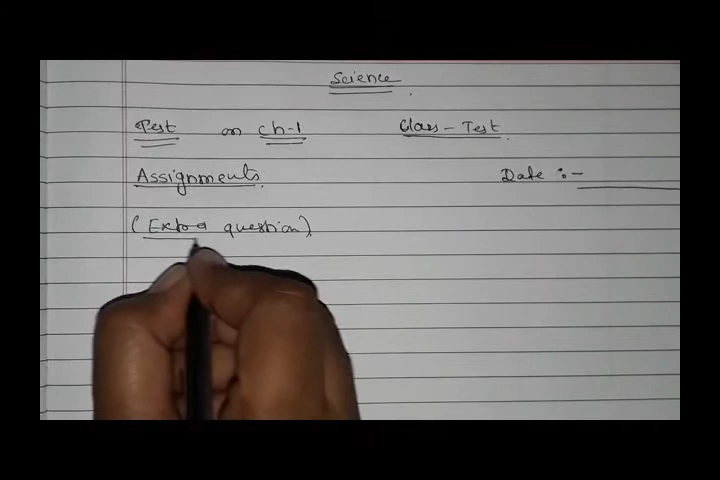 Science
Test on Ch-1 Class - Test
Assignments. Date :-
(Extra question)